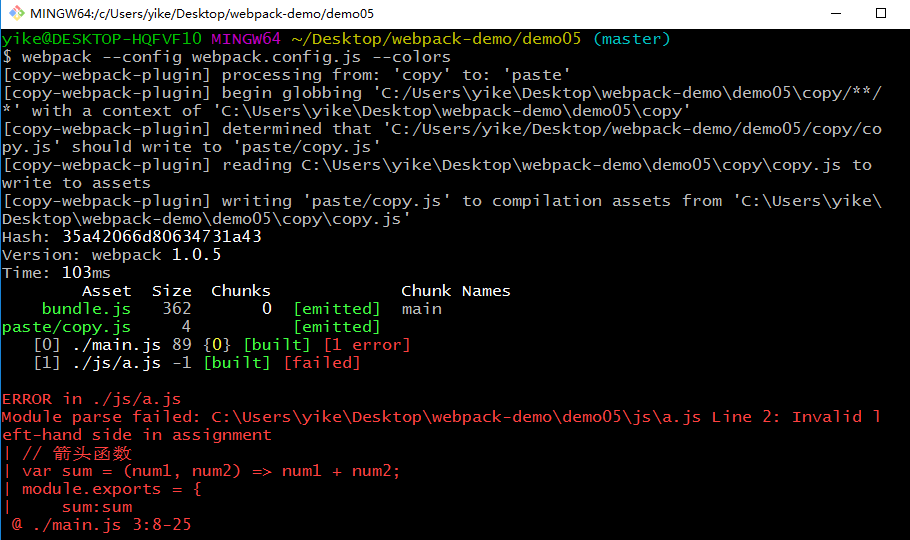 MINGW64:/c/Users/yike/Desktop/webpack-demo/demo05
yike@DESKTOP-HQFVF10 MINGW64 ~/Desktop/webpack-demo/demo05 (master)
$ webpack --config webpack.config.js --colors
[copy-webpack-plugin] processing from: 'copy' to: 'paste'
[copy-webpack-plugin] begin globbing 'C:/Users\yike\Desktop\webpack-demo\demo05\copy/**/
*' with a context of 'C:\Users\yike\Desktop\webpack-demo\demo05\copy'
[copy-webpack-plugin] determined that 'C:/Users/yike/Desktop/webpack-demo/demo05/copy/co
py.js' should write to 'paste/copy.js'
[copy-webpack-plugin] reading C:\Users\yike\Desktop\webpack-demo\demo05\copy\copy.js to
write to assets
[copy-webpack-plugin] writing 'paste/copy.js' to compilation assets from 'C:\Users\yike\
Desktop\webpack-demo\demo05\copy\copy.js'
Hash: 35a42066d80634731a43
Version: webpack 1.0.5
Time: 103ms
Asset Size Chunks Chunk Names
bundle.js 362 0 [emitted] main
paste/copy.js 4 [emitted]
[0] ./main.js 89 {0} [built] [1 error]
[1] ./js/a.js -1 [built] [failed]
ERROR in ./js/a.js
Module parse failed: C:\Users\yike\Desktop\webpack-demo\demo05\js\a.js Line 2: Invalid l
eft-hand side in assignment
| // 箭头函数
| var sum = (num1, num2) => num1 + num2;
| module.exports = {
| sum:sum
@ ./main.js 3:8-25